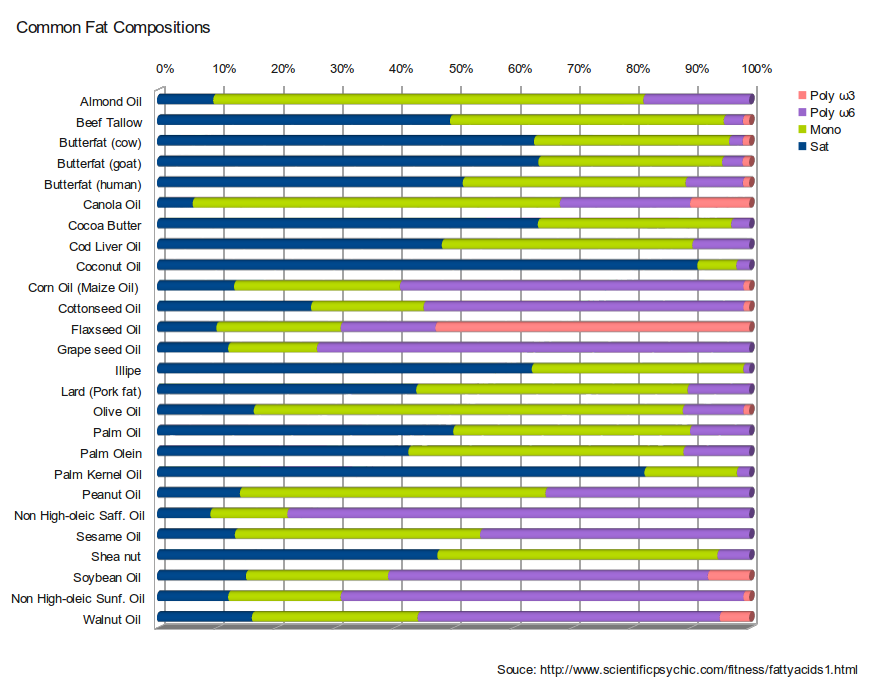 Common Fat Compositions
0% 10% 20% 30% 40% 50% 60% 70% 80% 90% 100%
Almond Oil
Beef Tallow
Butterfat (cow)
Butterfat (goat)
Butterfat (human)
Canola Oil
Cocoa Butter
Cod Liver Oil
Coconut Oil
Corn Oil (Maize Oil)
Cottonseed Oil
Flaxseed Oil
Grape seed Oil
Illipe
Lard (Pork fat)
Olive Oil
Palm Oil
Palm Olein
Palm Kernel Oil
Peanut Oil
Non High-oleic Saff. Oil
Sesame Oil
Shea nut
Soybean Oil
Non High-oleic Sunf. Oil
Walnut Oil
Poly ω3
Poly ω6
Mono
Sat
Souce: http://www.scientificpsychic.com/fitness/fattyacids1.html